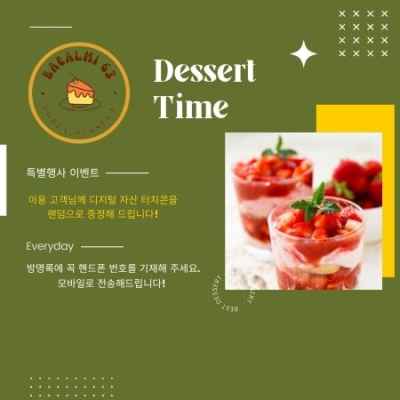 BACALMI 63
Dessert
Time
특별행사 이벤트
이용 고객님께 디지털 자산 터치콘을
랜덤으로 증정해 드립니다!
Everyday
방명록에 꼭 핸드폰 번호를 기재해 주세요.
모바일로 전송해드립니다!
BEST DESSERT